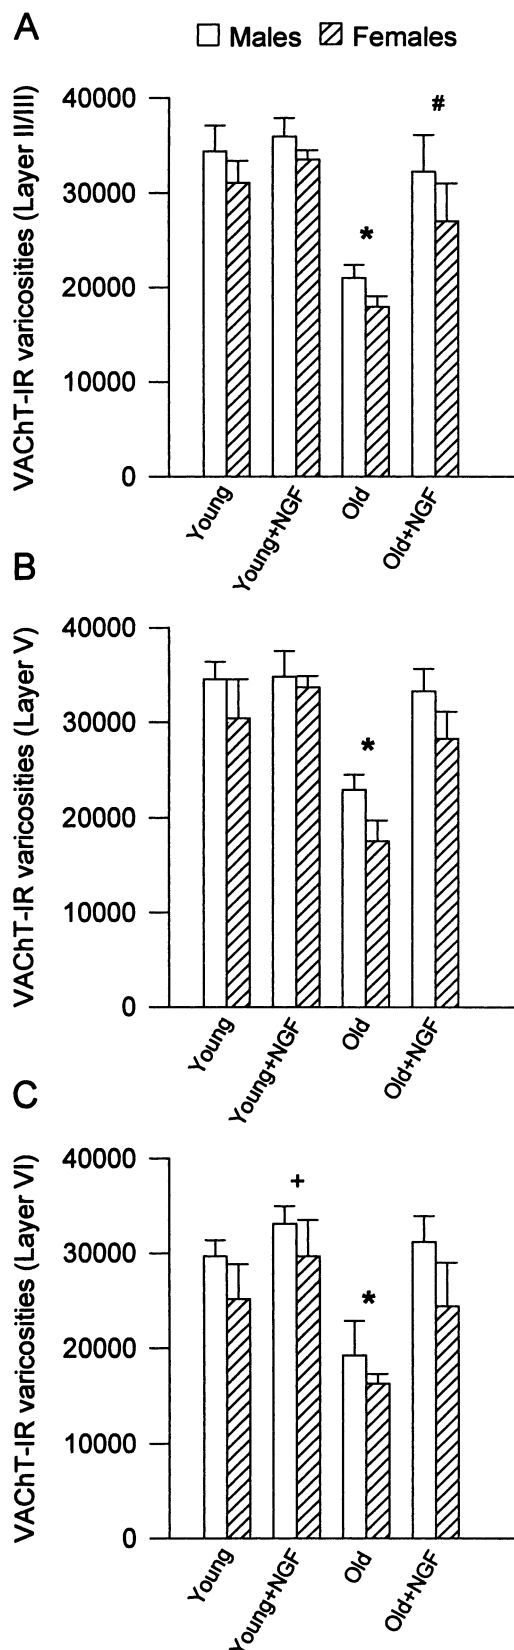 A
Males Females
VAChT-IR varicosities (Layer II/III)
40000
30000
20000
10000
0
#
*
Young
Young+NGF
Old
Old+NGF
B
VAChT-IR varicosities (Layer V)
40000
30000
20000
10000
0
*
Young
Young+NGF
Old
Old+NGF
C
VAChT-IR varicosities (Layer VI)
40000
30000
20000
10000
0
+
*
Young
Young+NGF
Old
Old+NGF